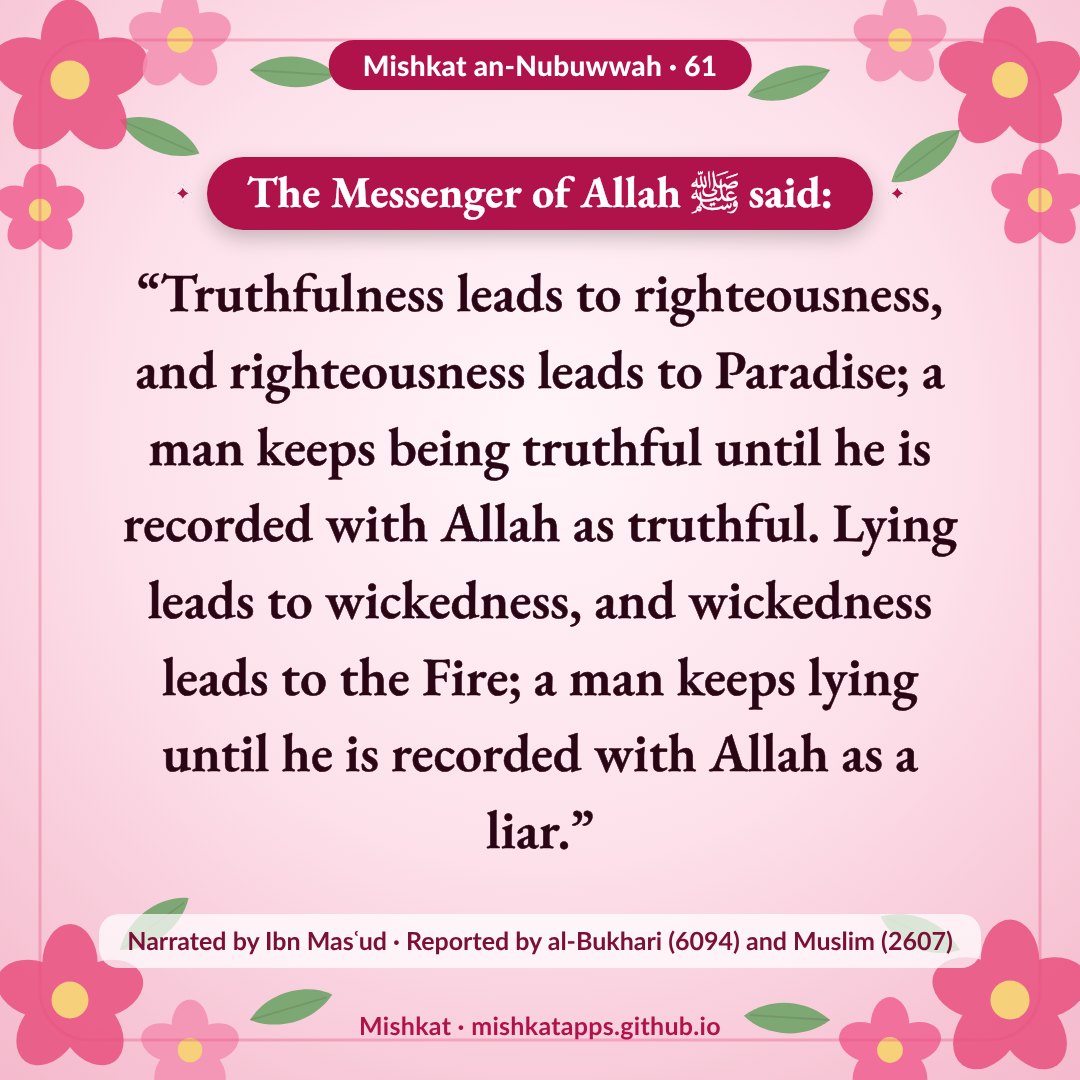 Mishkat an-Nubuwwah · 61
The Messenger of Allah ﷺ said:
“Truthfulness leads to righteousness,
and righteousness leads to Paradise; a
man keeps being truthful until he is
recorded with Allah as truthful. Lying
leads to wickedness, and wickedness
leads to the Fire; a man keeps lying
until he is recorded with Allah as a
liar.”
Narrated by Ibn Masʿud · Reported by al-Bukhari (6094) and Muslim (2607)
Mishkat · mishkatapps.github.io